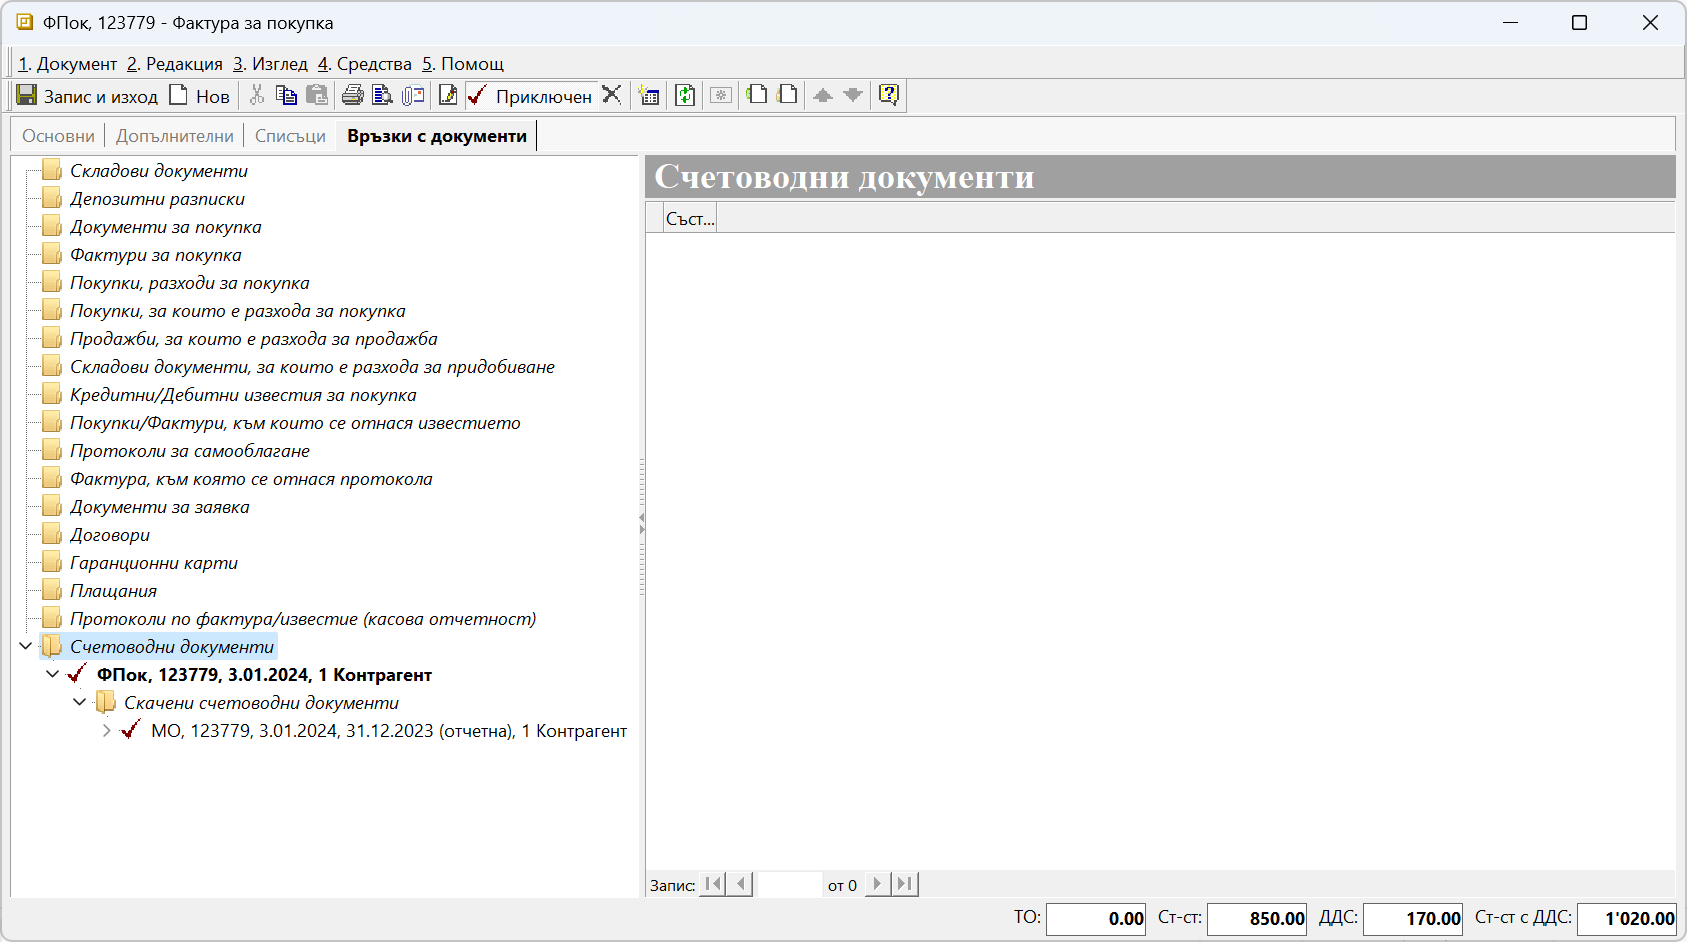 ФПок, 123779 - Фактура за покупка
1. Документ 2. Редакция 3. Изглед 4. Средства 5. Помощ
Запис и изход Нов Приключен
Основни Допълнителни Списъци Връзки с документи
Складови документи
Депозитни разписки
Документи за покупка
Фактури за покупка
Покупки, разходи за покупка
Покупки, за които е разхода за покупка
Продажби, за които е разхода за продажба
Складови документи, за които е разхода за придобиване
Кредитни/Дебитни известия за покупка
Покупки/Фактури, към които се отнася известието
Протоколи за самооблагане
Фактура, към която се отнася протокола
Документи за заявка
Договори
Гаранционни карти
Плащания
Протоколи по фактура/известие (касова отчетност)
Счетоводни документи
ФПок, 123779, 3.01.2024, 1 Контрагент
Скачени счетоводни документи
МО, 123779, 3.01.2024, 31.12.2023 (отчетна), 1 Контрагент
Счетоводни документи
Съст...
Запис: от 0
ТО: 0.00 Ст-ст: 850.00 ДДС: 170.00 Ст-ст с ДДС: 1'020.00